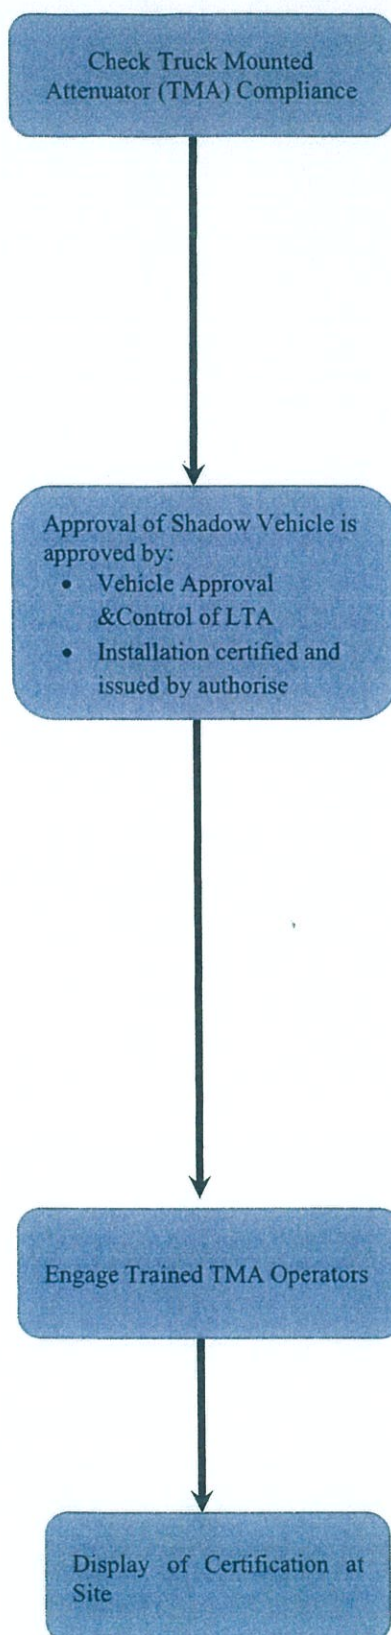 Check Truck Mounted
Attenuator (TMA) Compliance
Approval of Shadow Vehicle is
approved by:
• Vehicle Approval
&Control of LTA
• Installation certified and
issued by authorise
Engage Trained TMA Operators
Display of Certification at
Site